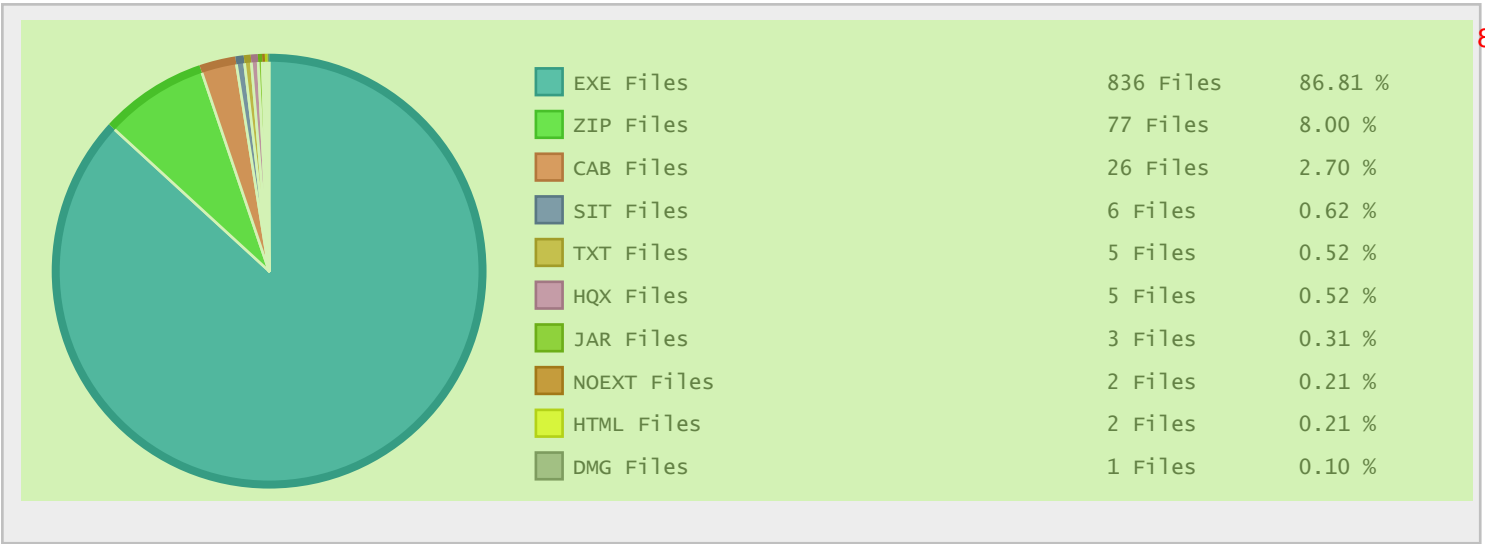 8
EXE Files 836 Files 86.81 %
ZIP Files 77 Files 8.00 %
CAB Files 26 Files 2.70 %
SIT Files 6 Files 0.62 %
TXT Files 5 Files 0.52 %
HQX Files 5 Files 0.52 %
JAR Files 3 Files 0.31 %
NOEXT Files 2 Files 0.21 %
HTML Files 2 Files 0.21 %
DMG Files 1 Files 0.10 %